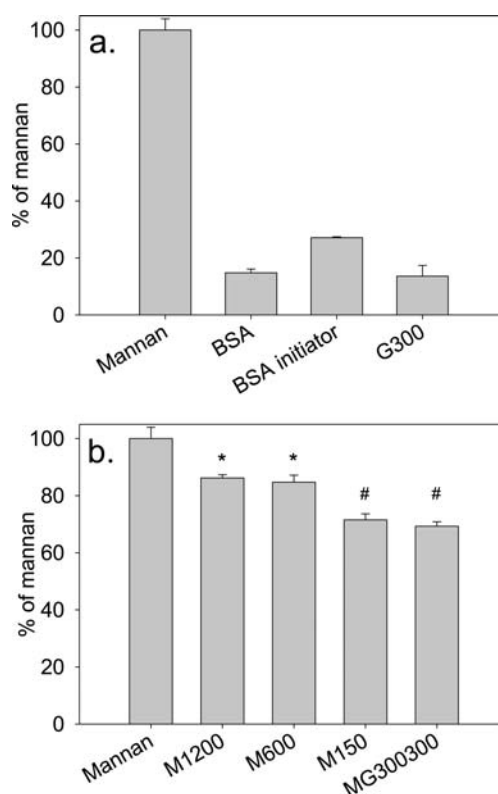 a.
% of mannan
100
80
60
40
20
0
Mannan
BSA
BSA initiator
G300
b.
% of mannan
100
80
60
40
20
0
*
*
#
#
Mannan
M1200
M600
M150
MG300300